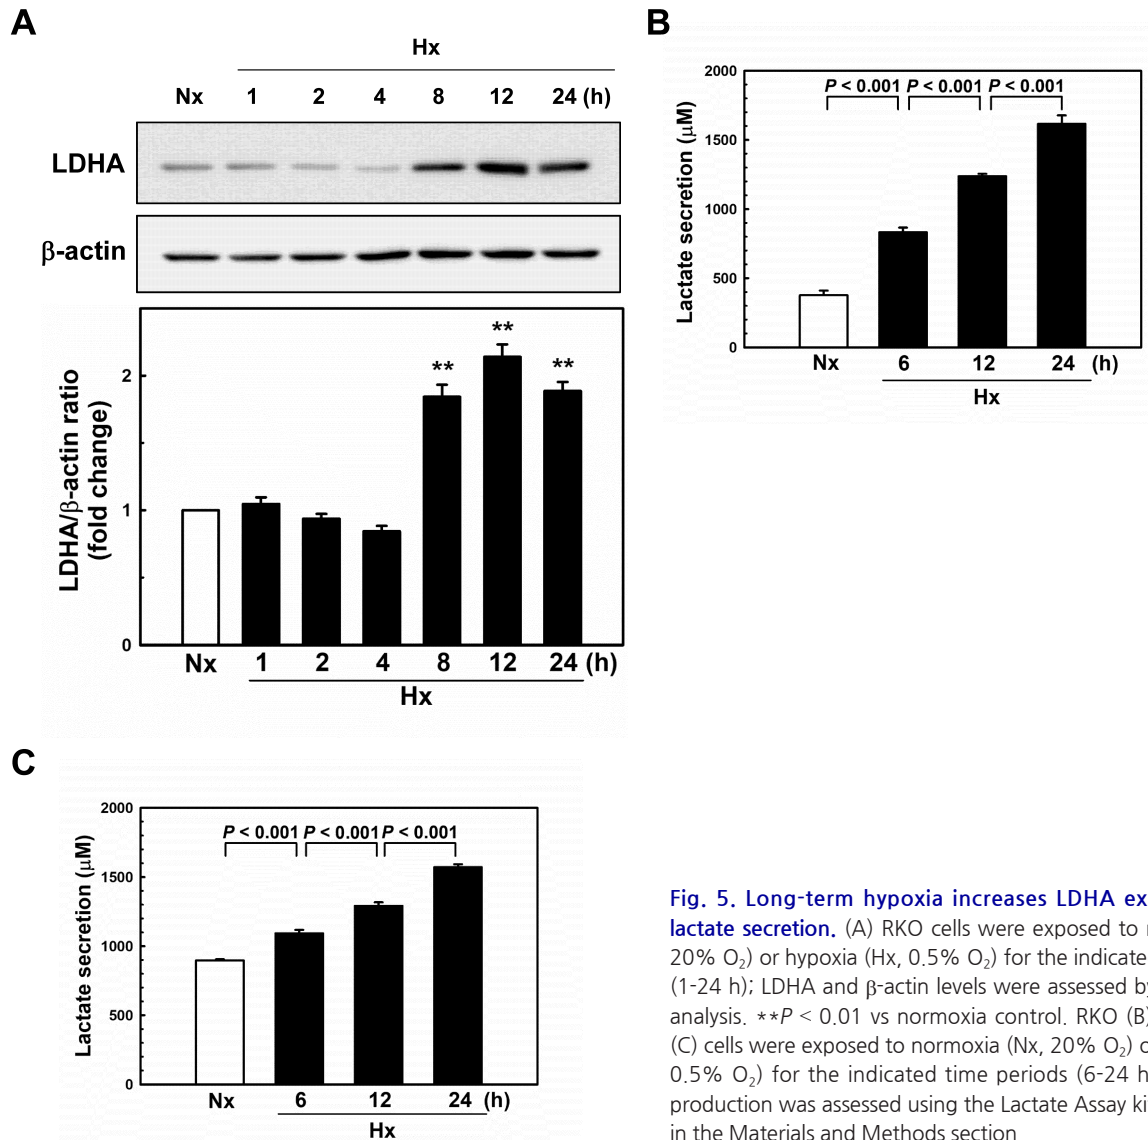 A
Hx
Nx 1 2 4 8 12 24 (h)
LDHA
β-actin
LDHA/β-actin ratio
(fold change)
2
1
0
** ** **
Nx 1 2 4 8 12 24 (h)
Hx
B
Lactate secretion (μM)
2000
1500
1000
500
0
P < 0.001 P < 0.001 P < 0.001
Nx 6 12 24 (h)
Hx
C
Lactate secretion (μM)
2000
1500
1000
500
0
P < 0.001 P < 0.001 P < 0.001
Nx 6 12 24 (h)
Hx
Fig. 5. Long-term hypoxia increases LDHA ex
lactate secretion. (A) RKO cells were exposed to
20% O₂) or hypoxia (Hx, 0.5% O₂) for the indicate
(1-24 h); LDHA and β-actin levels were assessed b
analysis. **P < 0.01 vs normoxia control. RKO (B)
(C) cells were exposed to normoxia (Nx, 20% O₂)
0.5% O₂) for the indicated time periods (6-24 h
production was assessed using the Lactate Assay ki
in the Materials and Methods section